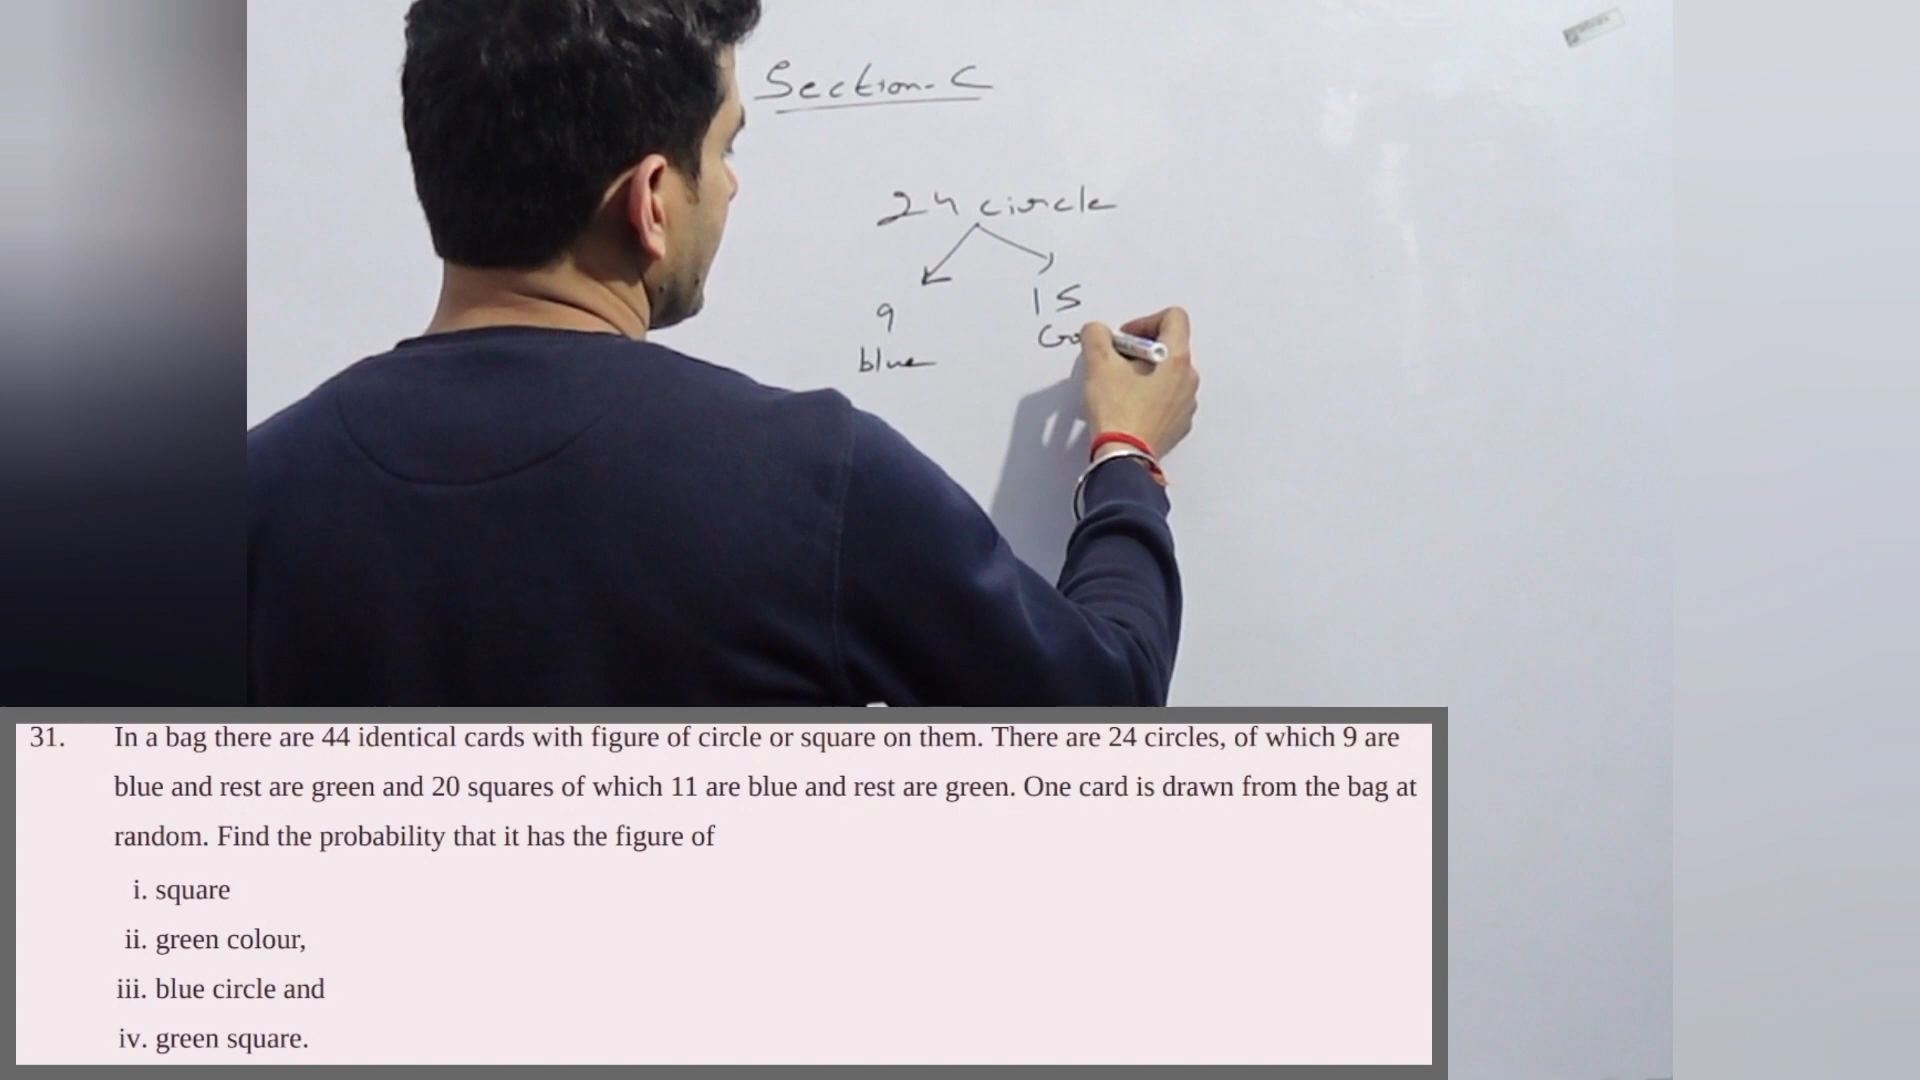 Section-C
24 circle
9
15
blue
31. In a bag there are 44 identical cards with figure of circle or square on them. There are 24 circles, of which 9 are
blue and rest are green and 20 squares of which 11 are blue and rest are green. One card is drawn from the bag at
random. Find the probability that it has the figure of
i. square
ii. green colour,
iii. blue circle and
iv. green square.